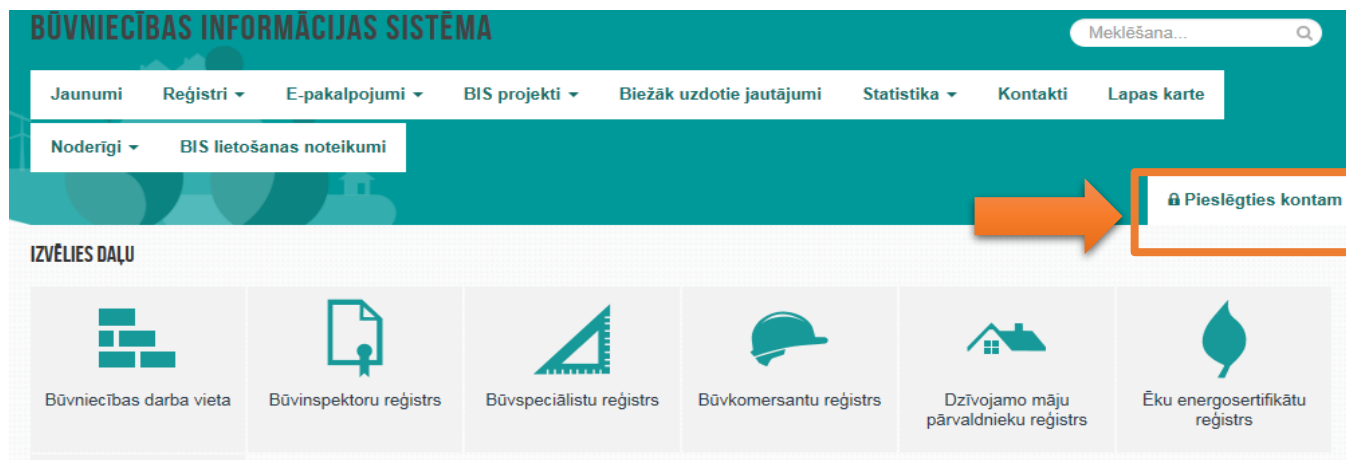 BŪVNIECĪBAS INFORMĀCIJAS SISTĒMA
Meklēšana...
Jaunumi Reģistri E-pakalpojumi BIS projekti Biežāk uzdotie jautājumi Statistika Kontakti Lapas karte
Noderīgi BIS lietošanas noteikumi
Pieslēgties kontam
IZVĒLIES DAĻU
Būvniecības darba vieta
Būvinspektoru reģistrs
Būvspeciālistu reģistrs
Būvkomersantu reģistrs
Dzīvojamo māju
pārvaldnieku reģistrs
Ēku energosertifikātu
reģistrs